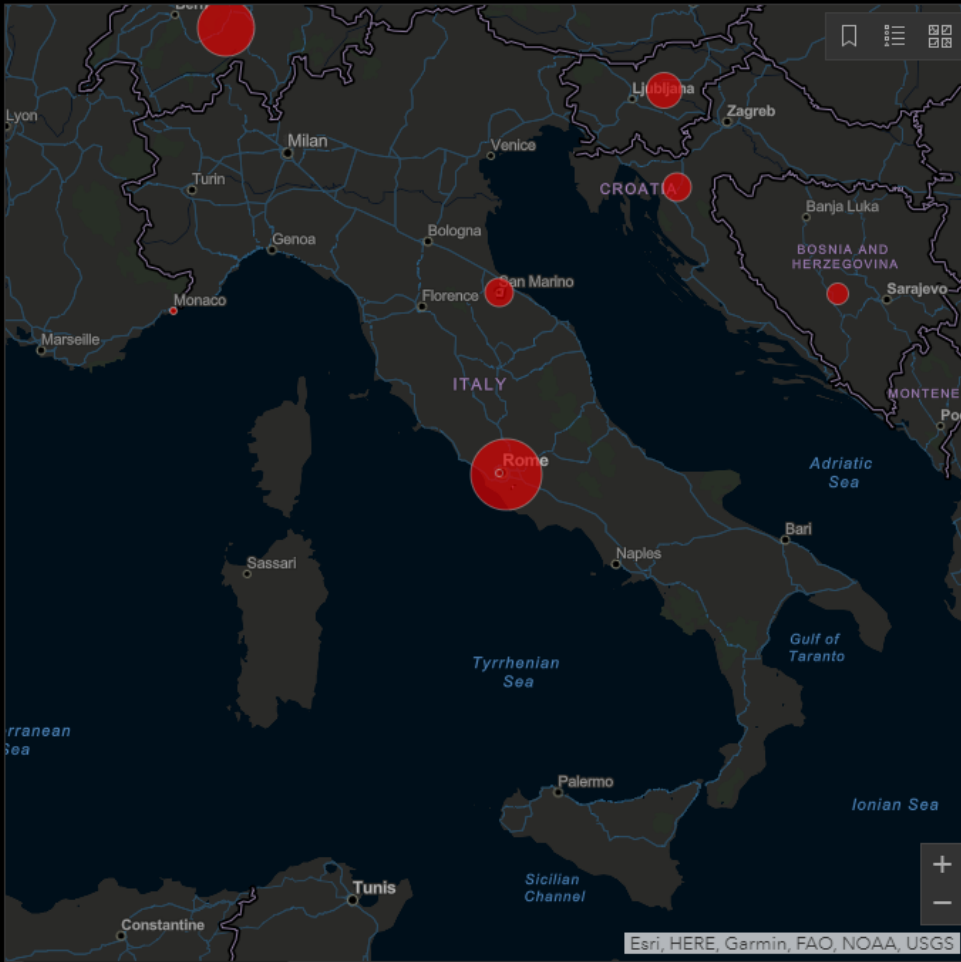 Bern
Ljubljana
Zagreb
Lyon
Milan
Venice
Turin
CROATIA
Banja Luka
Bologna
Genoa
BOSNIA AND
HERZEGOVINA
San Marino
Sarajevo
Florence
Monaco
Marseille
ITALY
MONTENE
Po
Rome
Adriatic
Sea
Bari
Naples
Sassari
Gulf of
Taranto
Tyrrhenian
Sea
rranean
Sea
Palermo
Ionian Sea
Sicilian
Channel
Tunis
Constantine
Esri, HERE, Garmin, FAO, NOAA, USGS